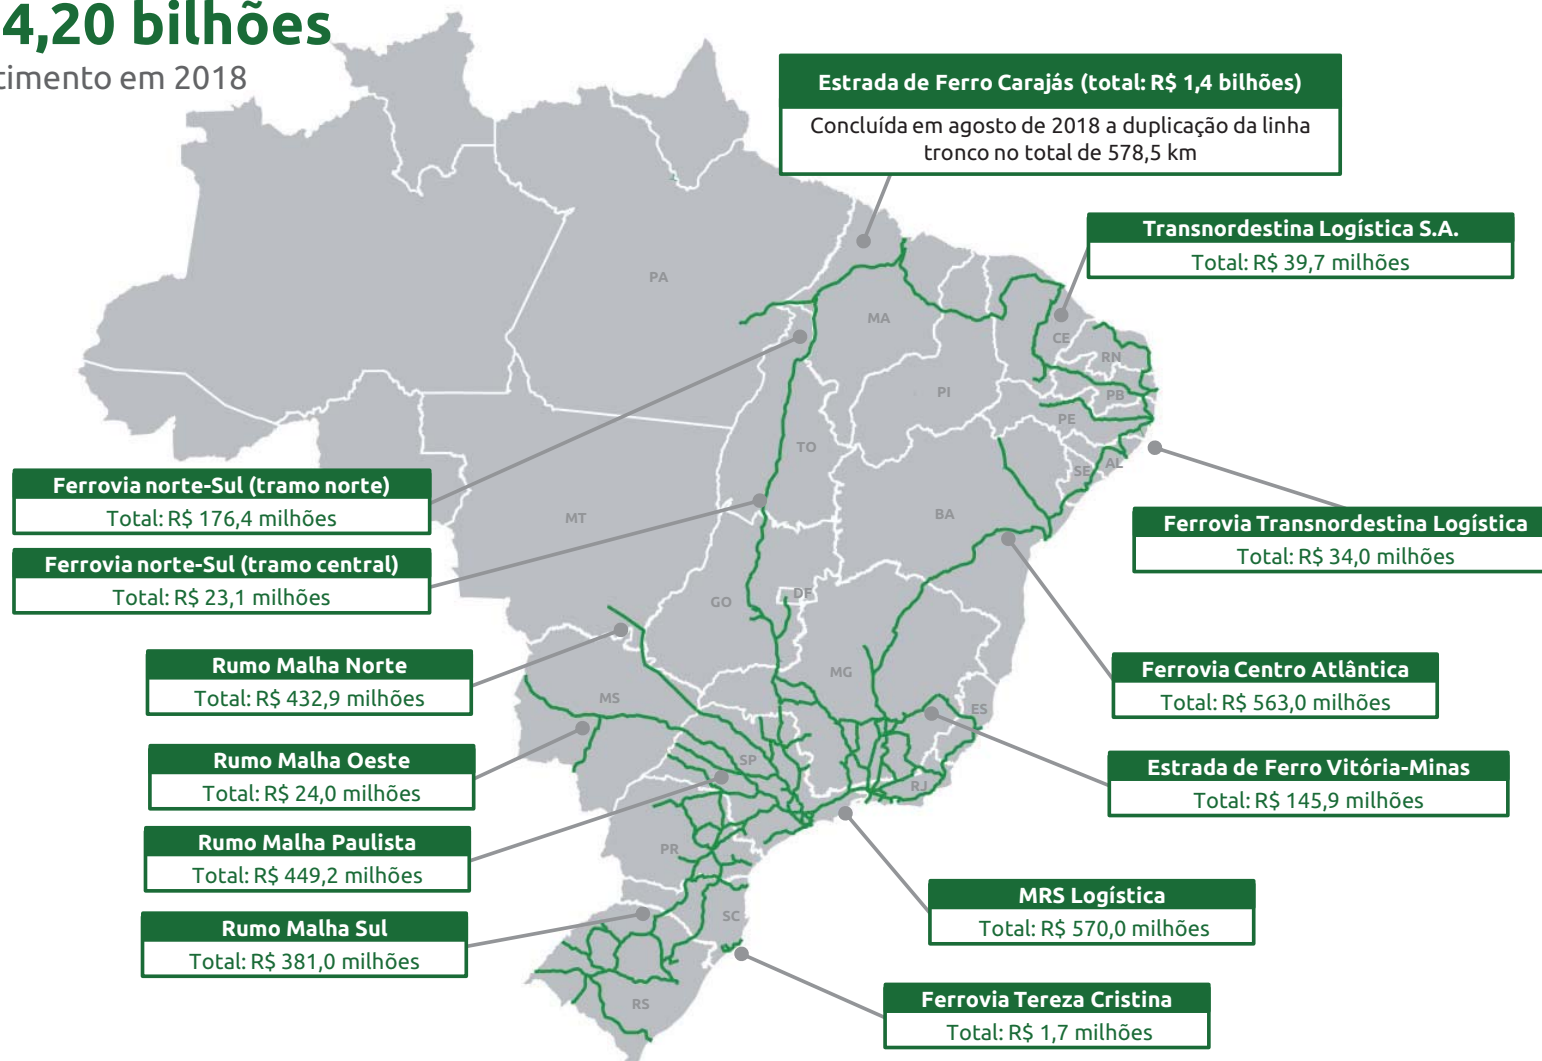 4,20 bilhões
timento em 2018
Estrada de Ferro Carajás (total: R$ 1,4 bilhões)
Concluída em agosto de 2018 a duplicação da linha
tronco no total de 578,5 km
Transnordestina Logística S.A.
Total: R$ 39,7 milhões
PA
MA
CE
RN
PI
PB
PE
TO
AL
SE
Ferrovia norte-Sul (tramo norte)
Total: R$ 176,4 milhões
MT
BA
Ferrovia Transnordestina Logística
Total: R$ 34,0 milhões
Ferrovia norte-Sul (tramo central)
Total: R$ 23,1 milhões
GO
DF
Rumo Malha Norte
Total: R$ 432,9 milhões
MS
MG
ES
Ferrovia Centro Atlântica
Total: R$ 563,0 milhões
Rumo Malha Oeste
Total: R$ 24,0 milhões
SP
RJ
Estrada de Ferro Vitória-Minas
Total: R$ 145,9 milhões
Rumo Malha Paulista
Total: R$ 449,2 milhões
PR
MRS Logística
Total: R$ 570,0 milhões
Rumo Malha Sul
Total: R$ 381,0 milhões
SC
RS
Ferrovia Tereza Cristina
Total: R$ 1,7 milhões